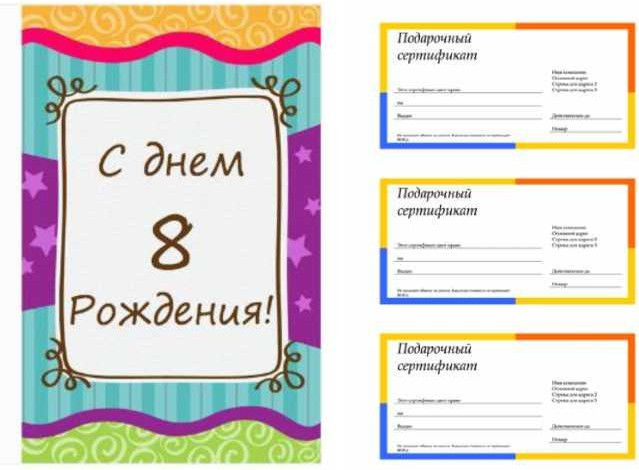 С днем
8
Рождения!
Подарочный
сертификат
Имя компании
Основной адрес
Строка для адреса 2
Строка для адреса 3
Этот сертификат дает право
на
Выдан
Действителен до
Номер
Подарочный
сертификат
Имя компании
Основной адрес
Строка для адреса 2
Строка для адреса 3
Этот сертификат дает право
на
Выдан
Действителен до
Номер
Подарочный
сертификат
Имя компании
Основной адрес
Строка для адреса 2
Строка для адреса 3
Этот сертификат дает право
на
Выдан
Действителен до
Номер